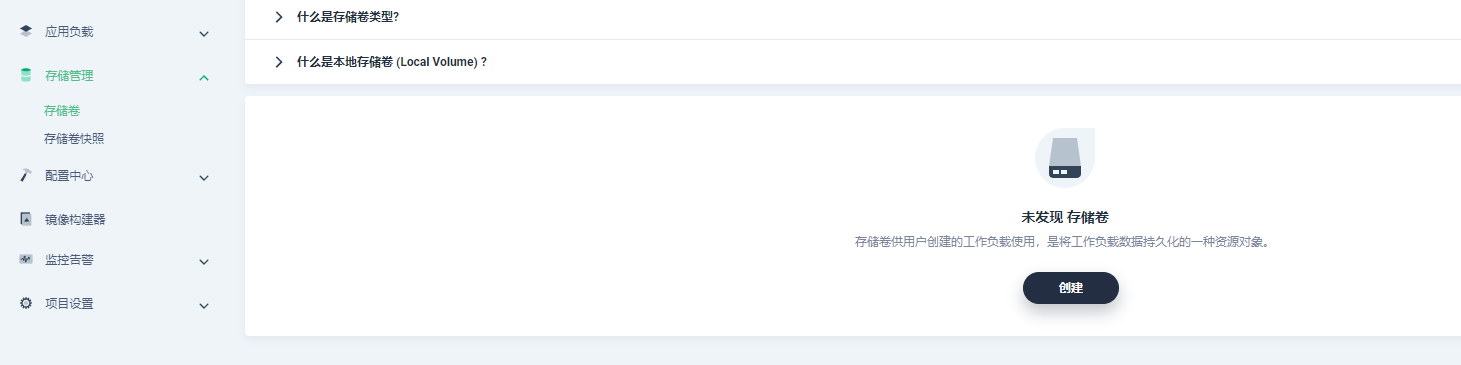 应用负载
存储管理
存储卷
存储卷快照
配置中心
镜像构建器
监控告警
项目设置
什么是存储卷类型?
什么是本地存储卷 (Local Volume) ?
未发现 存储卷
存储卷供用户创建的工作负载使用，是将工作负载数据持久化的一种资源对象。
创建